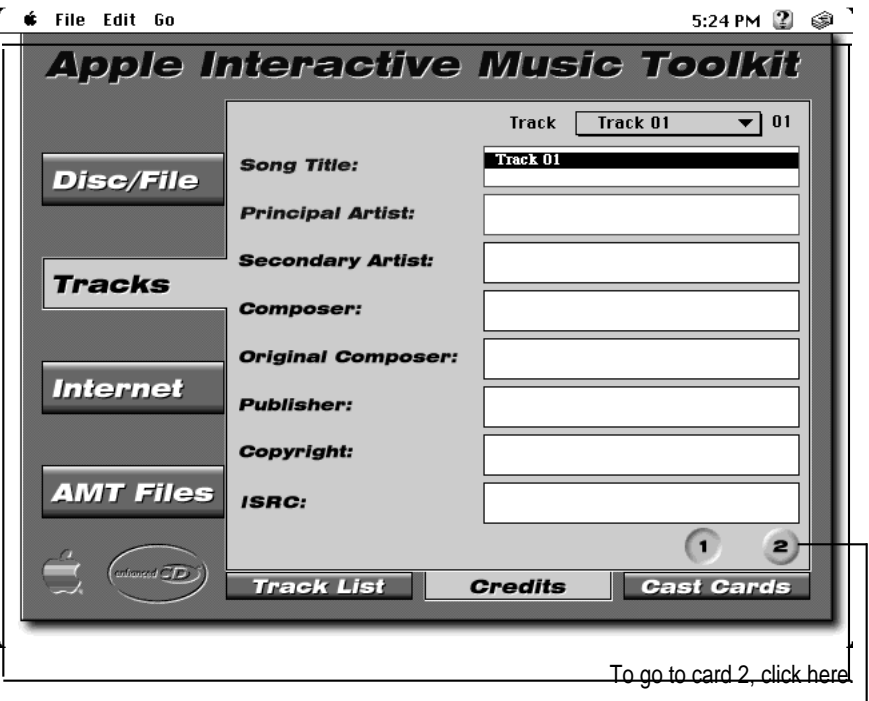 File Edit Go 5:24 PM
Apple Interactive Music Toolkit
Track Track 01 01
Disc/File
Song Title: Track 01
Principal Artist:
Secondary Artist:
Tracks
Composer:
Original Composer:
Internet
Publisher:
Copyright:
AMT Files
ISRC:
1 2
enhanced CD
Track List Credits Cast Cards
To go to card 2, click here